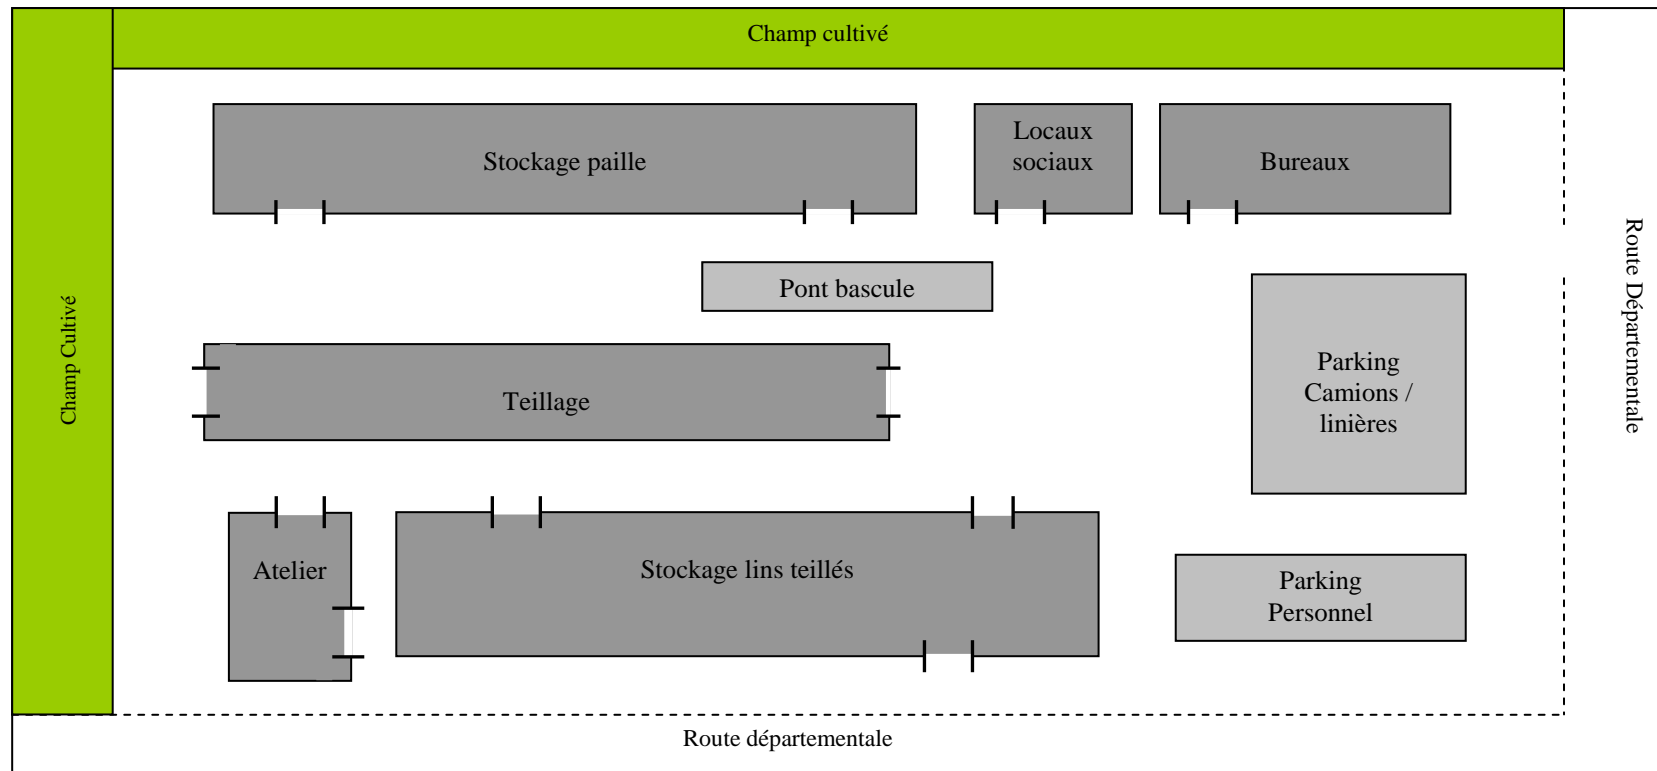 Champ cultivé
Locaux
sociaux
Stockage paille
Bureaux
Route Départementale
Pont bascule
Champ Cultivé
Parking
Camions /
linières
Teillage
Atelier
Stockage lins teillés
Parking
Personnel
Route départementale